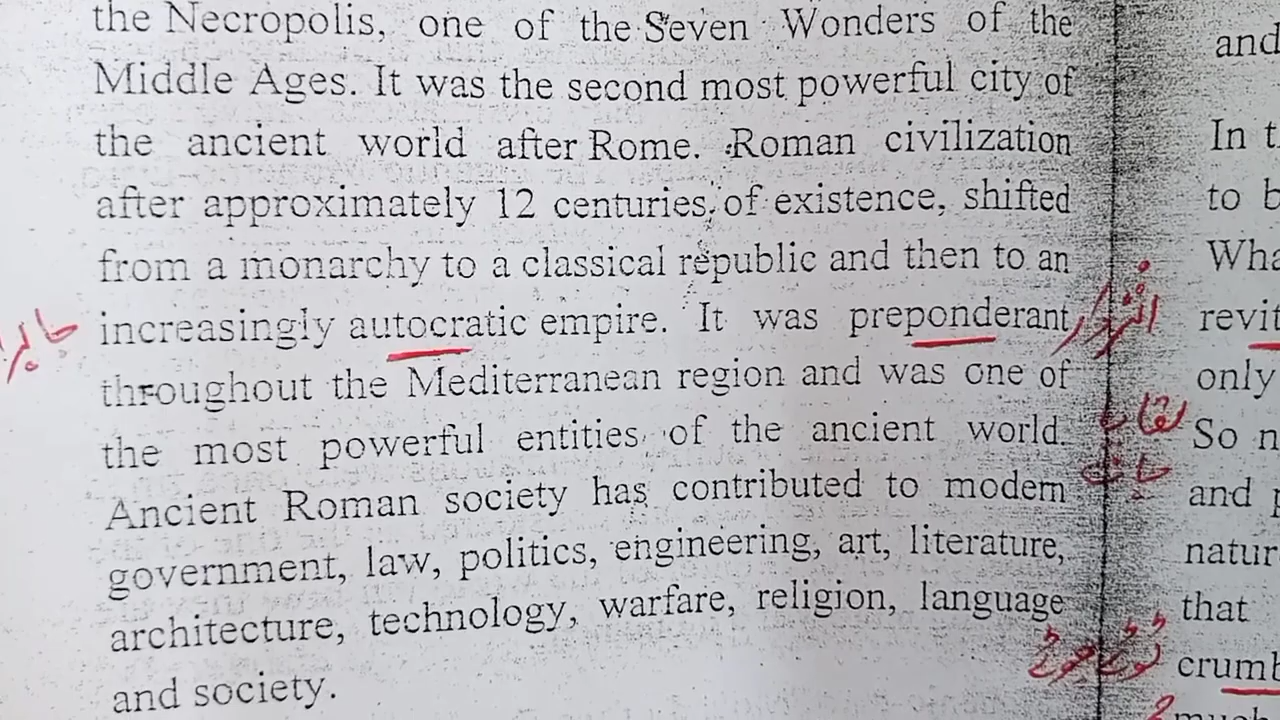 the Necropolis, one of the Seven Wonders of the
Middle Ages. It was the second most powerful city of
the ancient world after Rome. Roman civilization
after approximately 12 centuries of existence, shifted
from a monarchy to a classical republic and then to an
increasingly autocratic empire. It was preponderant
throughout the Mediterranean region and was one of
the most powerful entities of the ancient world.
Ancient Roman society has contributed to modern
government, law, politics, engineering, art, literature,
architecture, technology, warfare, religion, language
and society.
and
In
to
only
So
and
that